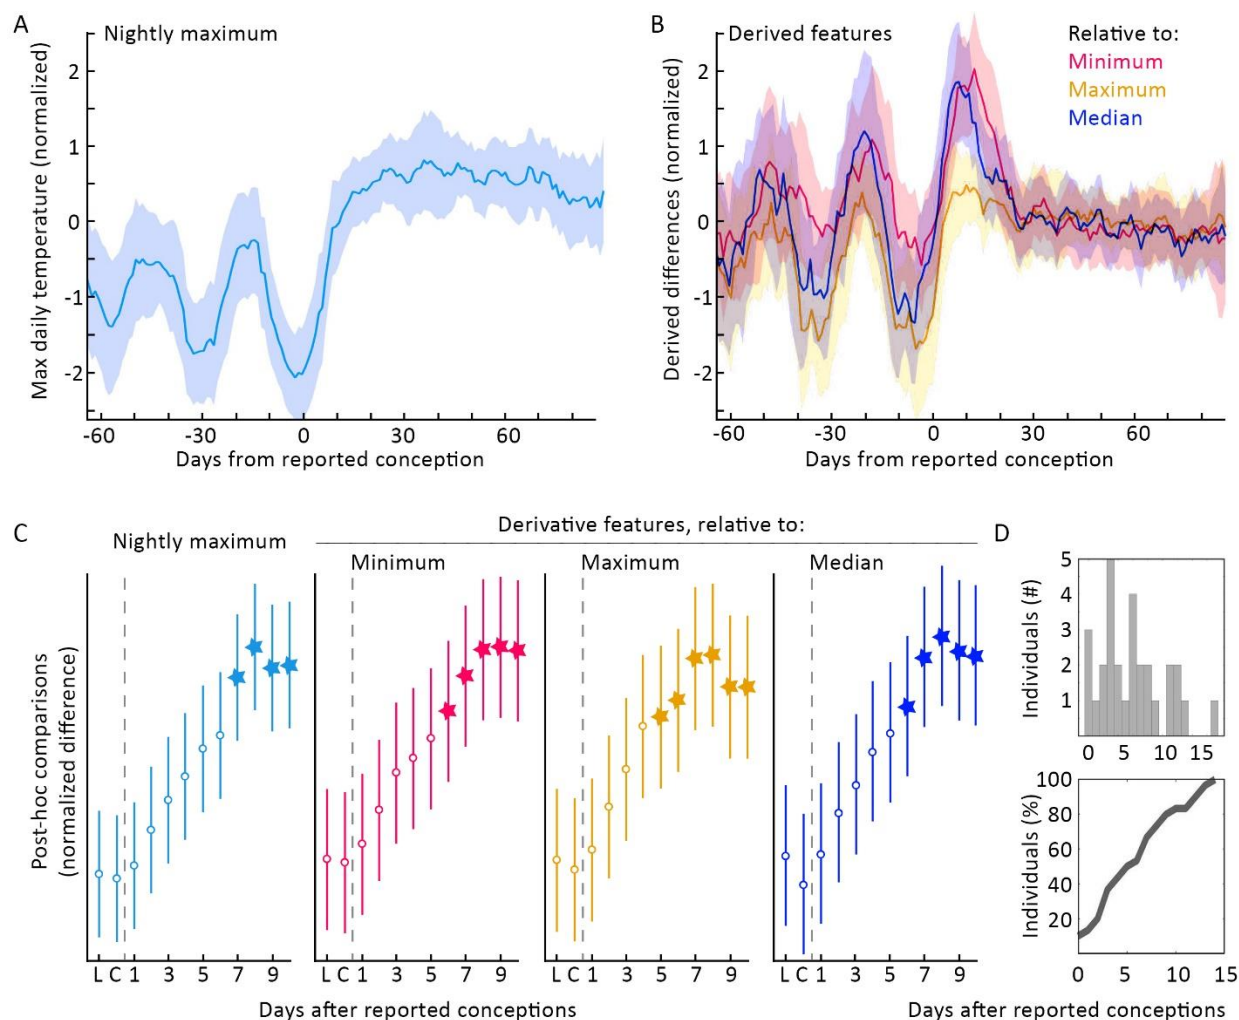 A
Nightly maximum
Max daily temperature (normalized)
2
1
0
-1
-2
-60 -30 0 30 60
Days from reported conception
B
Derived features
Relative to:
Minimum
Maximum
Median
Derived differences (normalized)
2
1
0
-1
-2
-60 -30 0 30 60
Days from reported conception
C
Nightly maximum
Derivative features, relative to:
Minimum Maximum Median
Post-hoc comparisons
(normalized difference)
L C 1 3 5 7 9
L C 1 3 5 7 9
L C 1 3 5 7 9
L C 1 3 5 7 9
Days after reported conceptions
D
Individuals (#)
5
4
3
2
1
0 5 10 15
Individuals (%)
100
80
60
40
20
0 5 10 15
Days after reported conceptions